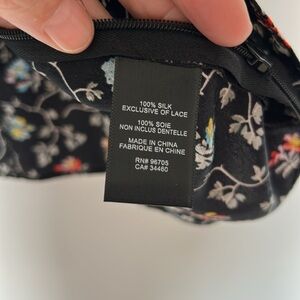 100% SILK
EXCLUSIVE OF LACE
100% SOIE
NON INCLUS DENTELLE
MADE IN CHINA
FABRIQUE EN CHINE
RN# 96705
CA# 34460